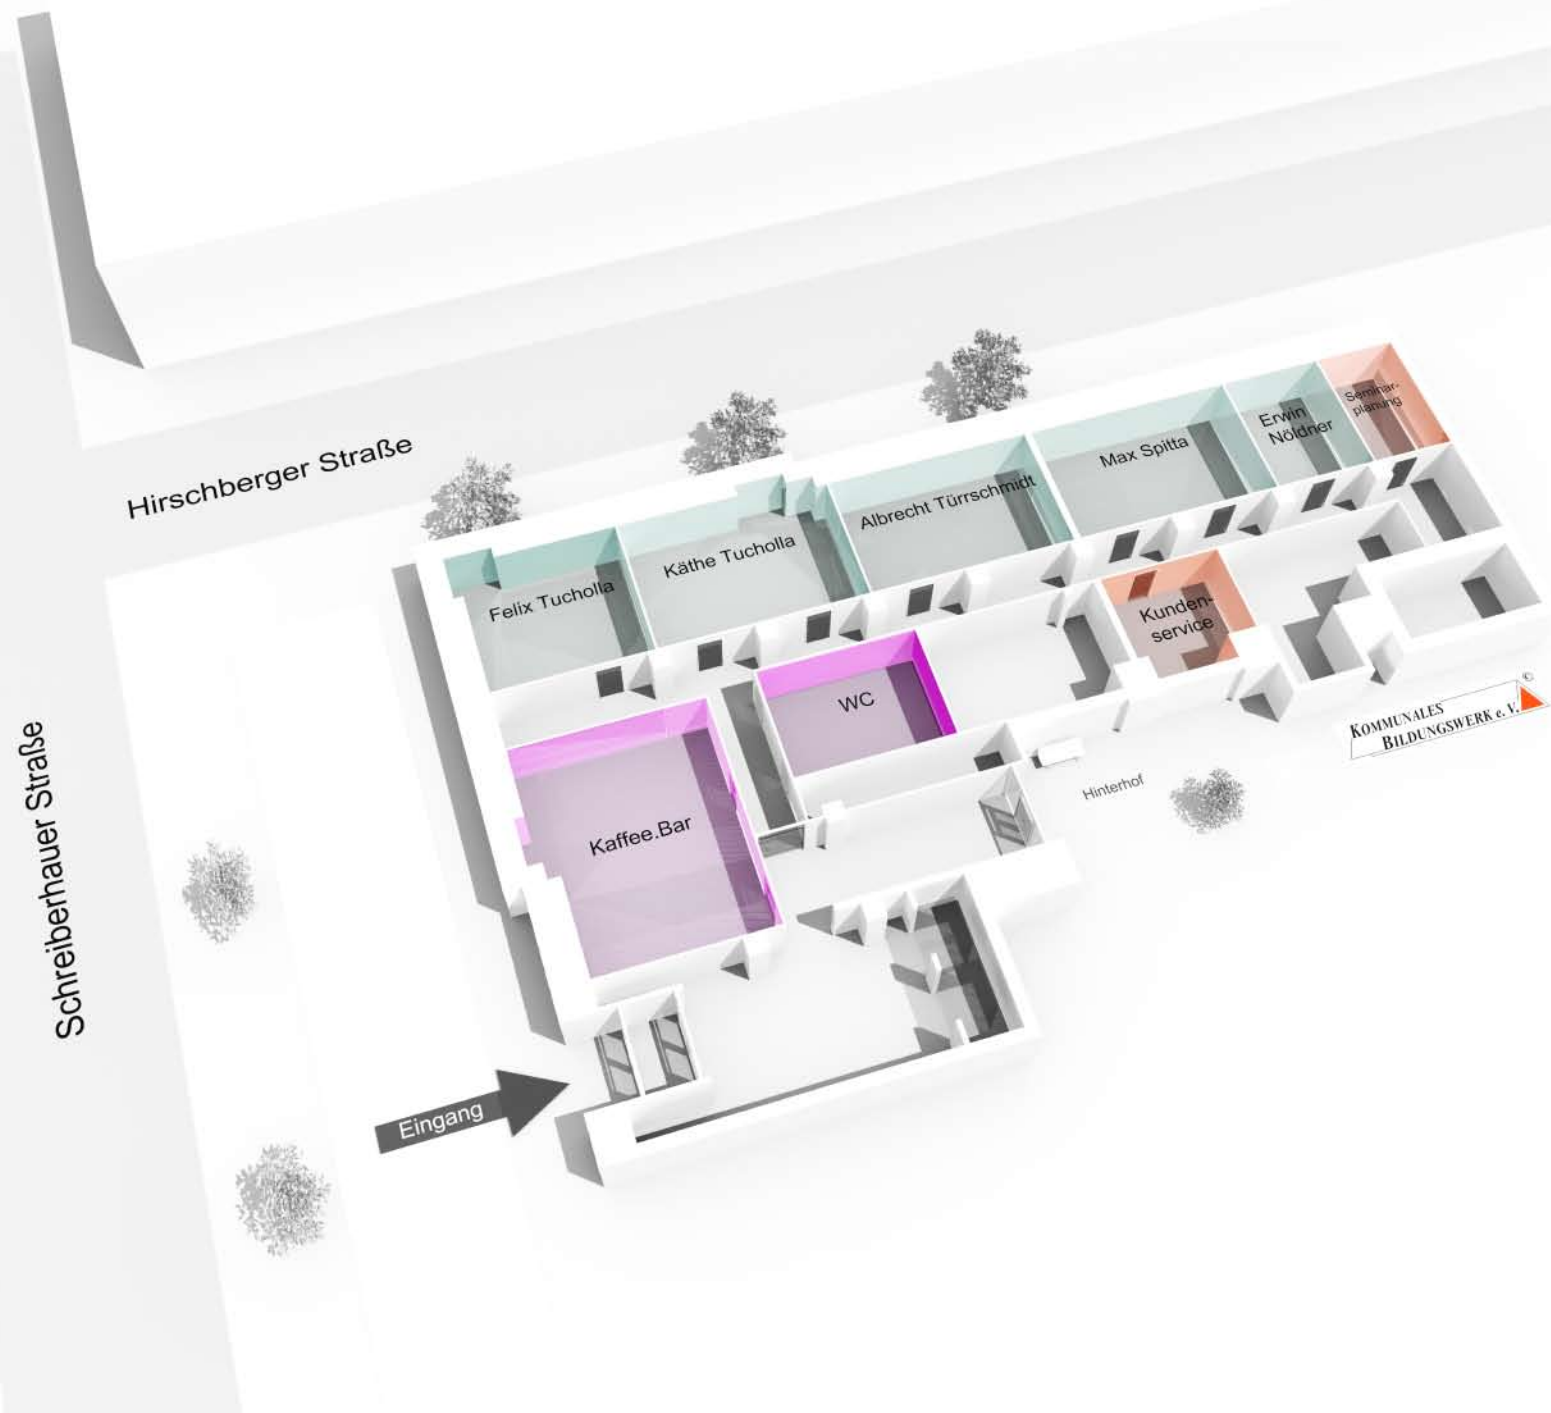 Hirschberger Straße
Schreiberhauer Straße
Felix Tucholla
Käthe Tucholla
Albrecht Türrschmidt
Max Spitta
Erwin
Nöldner
Seminar-
planung
Kunden-
service
WC
Kaffee.Bar
Hinterhof
KOMMUNALES
BILDUNGSWERK e. V.
©
Eingang